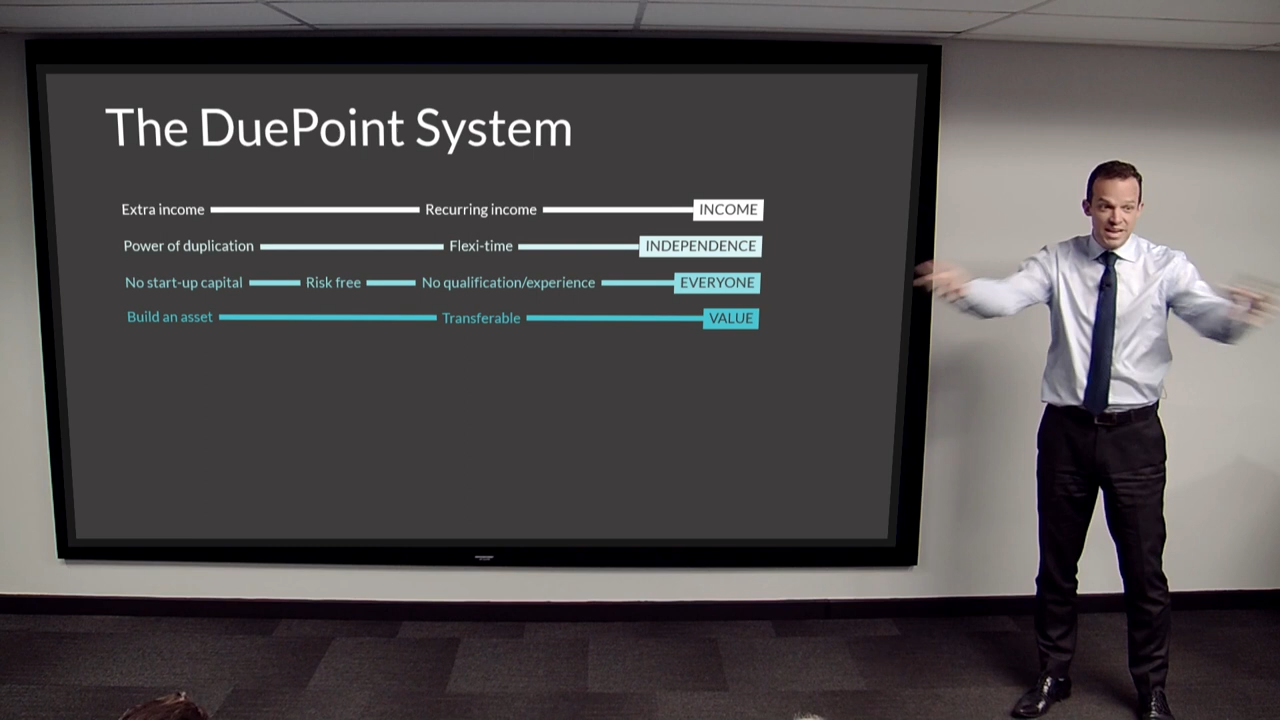 The DuePoint System
Extra income Recurring income INCOME
Power of duplication Flexi-time INDEPENDENCE
No start-up capital Risk free No qualification/experience EVERYONE
Build an asset Transferable VALUE